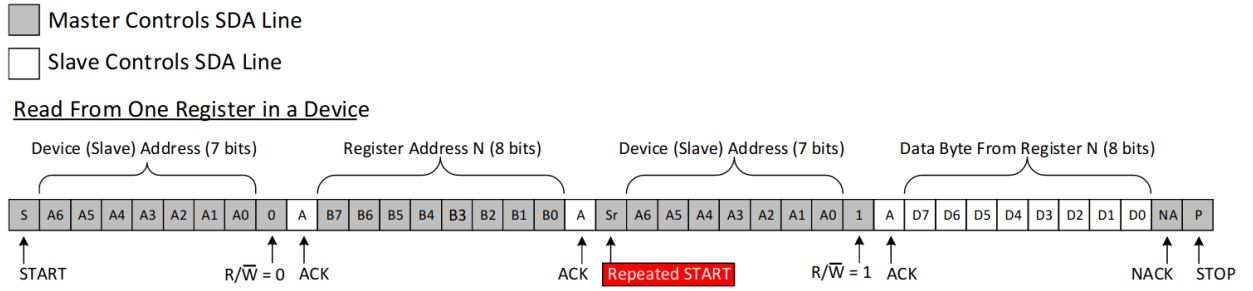 Master Controls SDA Line
Slave Controls SDA Line
Read From One Register in a Device
Device (Slave) Address (7 bits) Register Address N (8 bits) Device (Slave) Address (7 bits) Data Byte From Register N (8 bits)
S A6 A5 A4 A3 A2 A1 A0 0 A B7 B6 B5 B4 B3 B2 B1 B0 A Sr A6 A5 A4 A3 A2 A1 A0 1 A D7 D6 D5 D4 D3 D2 D1 D0 NA P
START R/W̅ = 0 ACK ACK Repeated START R/W̅ = 1 ACK NACK STOP